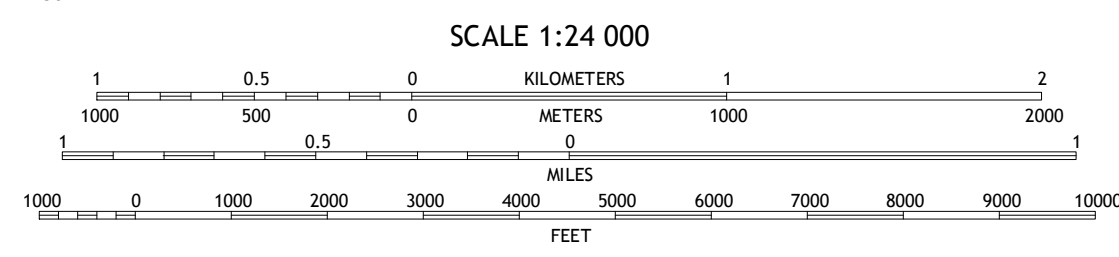 SCALE 1:24 000
1 0.5 0 KILOMETERS 1 2
1000 500 0 METERS 1000 2000
1 0.5 0 1
MILES
1000 0 1000 2000 3000 4000 5000 6000 7000 8000 9000 10000
FEET